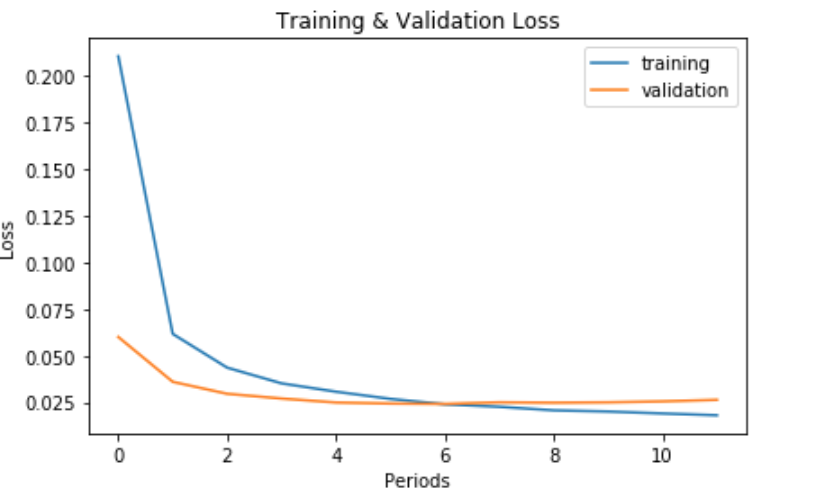 Training & Validation Loss
training
validation
0.200
0.175
0.150
0.125
0.100
0.075
0.050
0.025
Loss
0 2 4 6 8 10
Periods